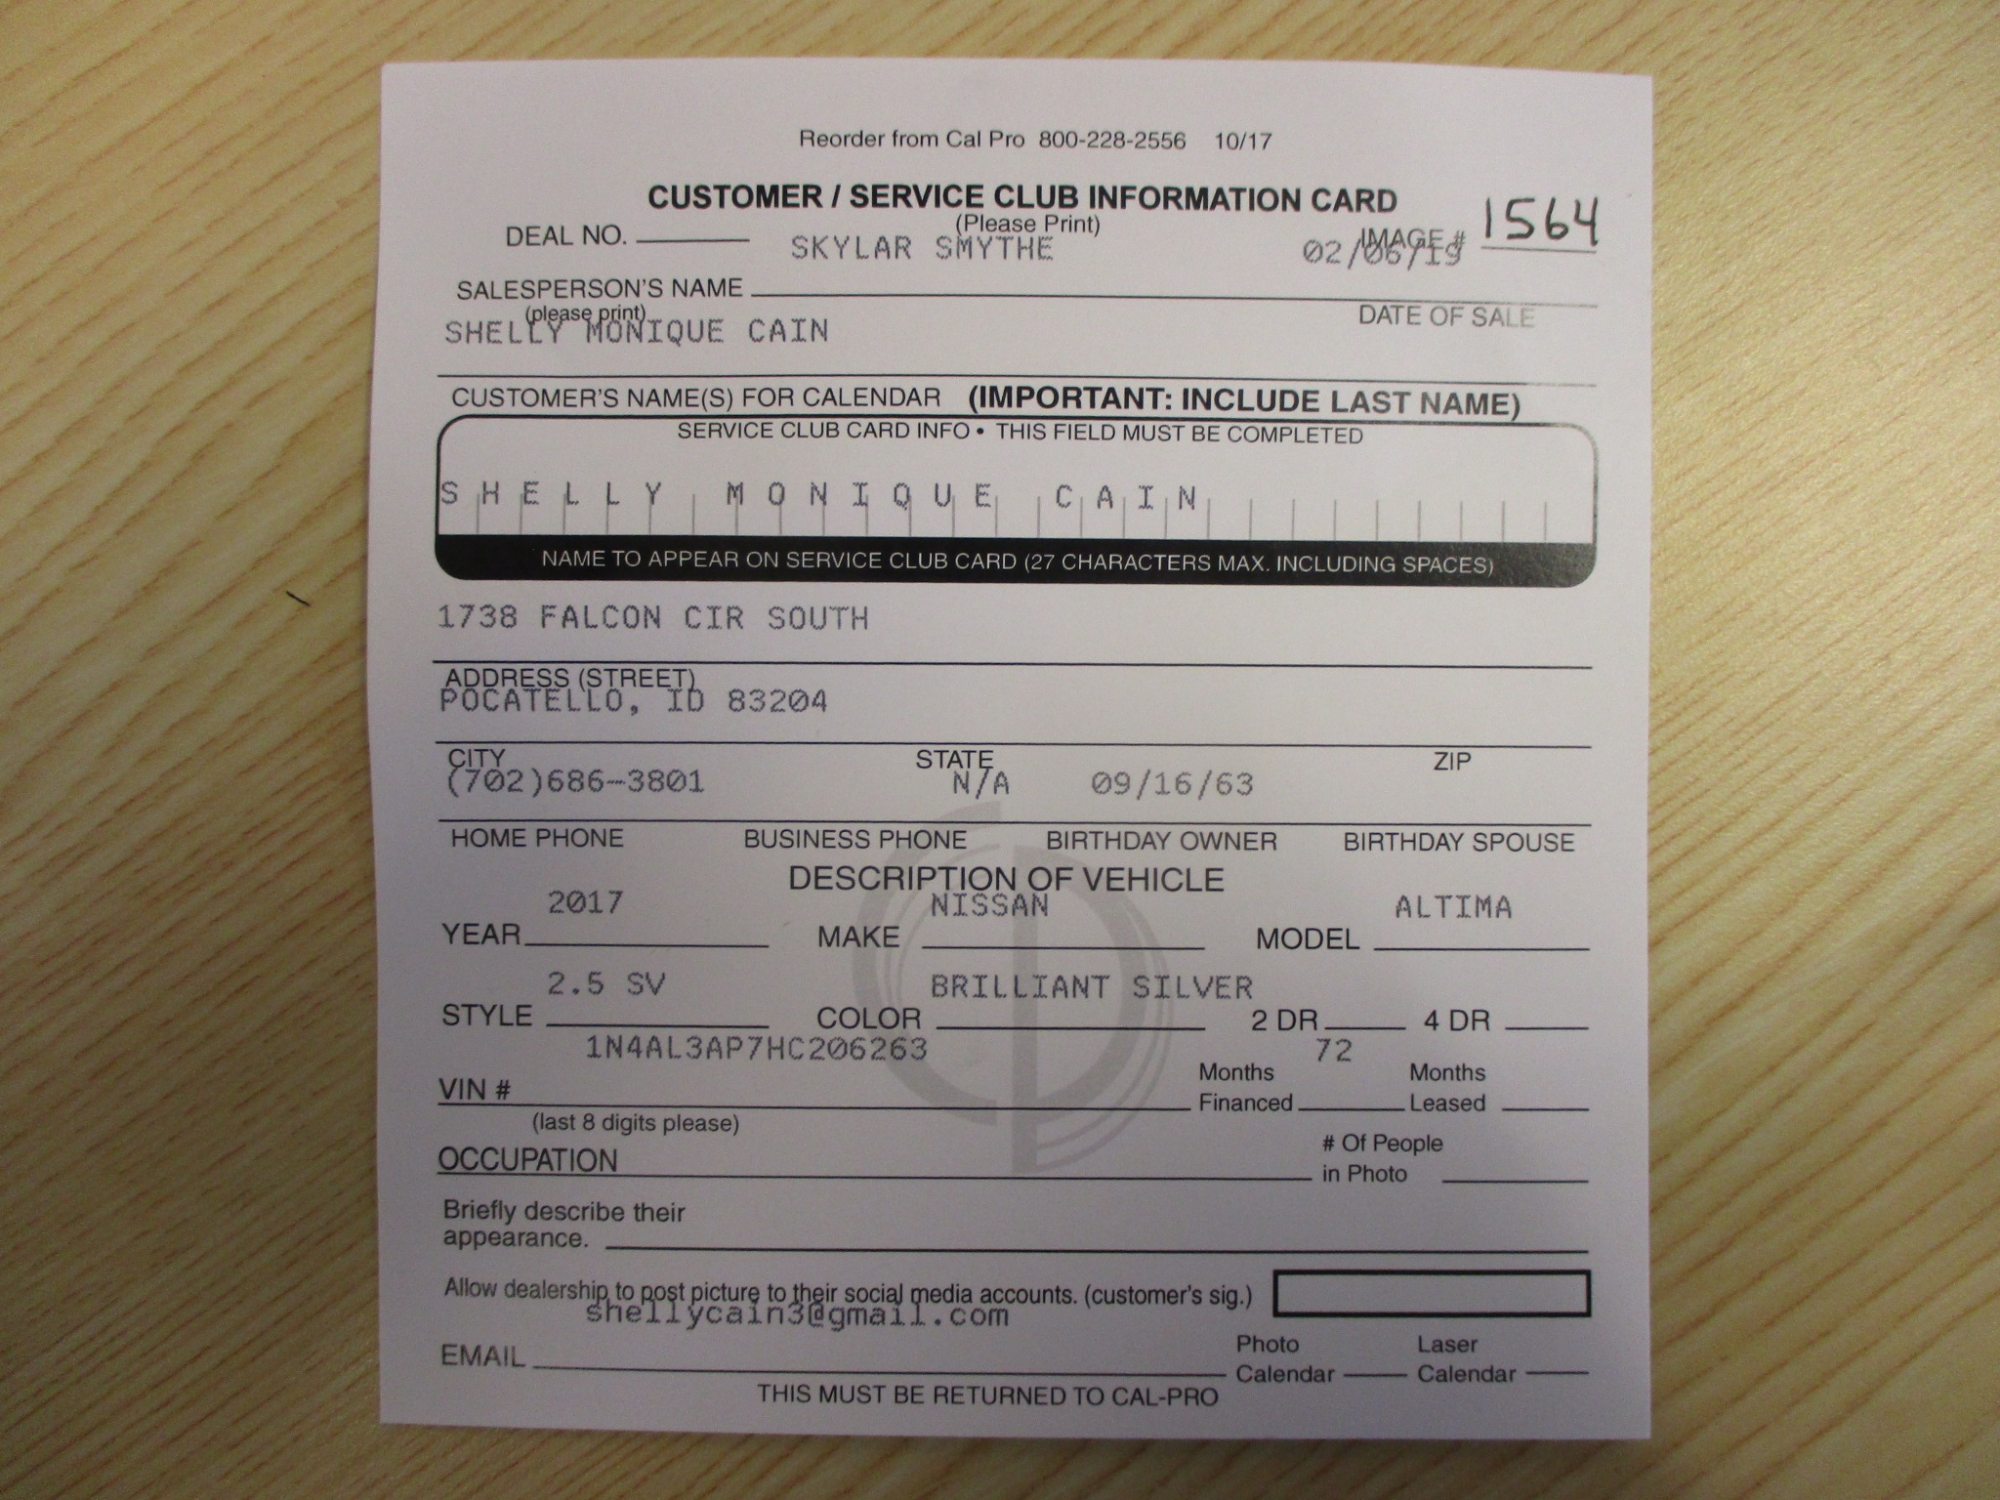 Reorder from Cal Pro 800-228-2556 10/17
CUSTOMER / SERVICE CLUB INFORMATION CARD
(Please Print)
DEAL NO. IMAGE # 1564
SKYLAR SMYTHE 02/06/19
SALESPERSON'S NAME
(please print) DATE OF SALE
SHELLY MONIQUE CAIN
CUSTOMER'S NAME(S) FOR CALENDAR (IMPORTANT: INCLUDE LAST NAME)
SERVICE CLUB CARD INFO • THIS FIELD MUST BE COMPLETED
SHELLY MONIQUE CAIN
NAME TO APPEAR ON SERVICE CLUB CARD (27 CHARACTERS MAX. INCLUDING SPACES)
1738 FALCON CIR SOUTH
ADDRESS (STREET)
POCATELLO, ID 83204
CITY STATE ZIP
(702)686-3801 N/A 09/16/63
HOME PHONE BUSINESS PHONE BIRTHDAY OWNER BIRTHDAY SPOUSE
DESCRIPTION OF VEHICLE
2017 NISSAN ALTIMA
YEAR MAKE MODEL
2.5 SV BRILLIANT SILVER
STYLE COLOR 2 DR 4 DR
1N4AL3AP7HC206263 72
VIN # Months Financed Months Leased
(last 8 digits please)
OCCUPATION # Of People in Photo
Briefly describe their
appearance.
Allow dealership to post picture to their social media accounts. (customer's sig.)
shellycain3@gmail.com
EMAIL Photo Calendar Laser Calendar
THIS MUST BE RETURNED TO CAL-PRO